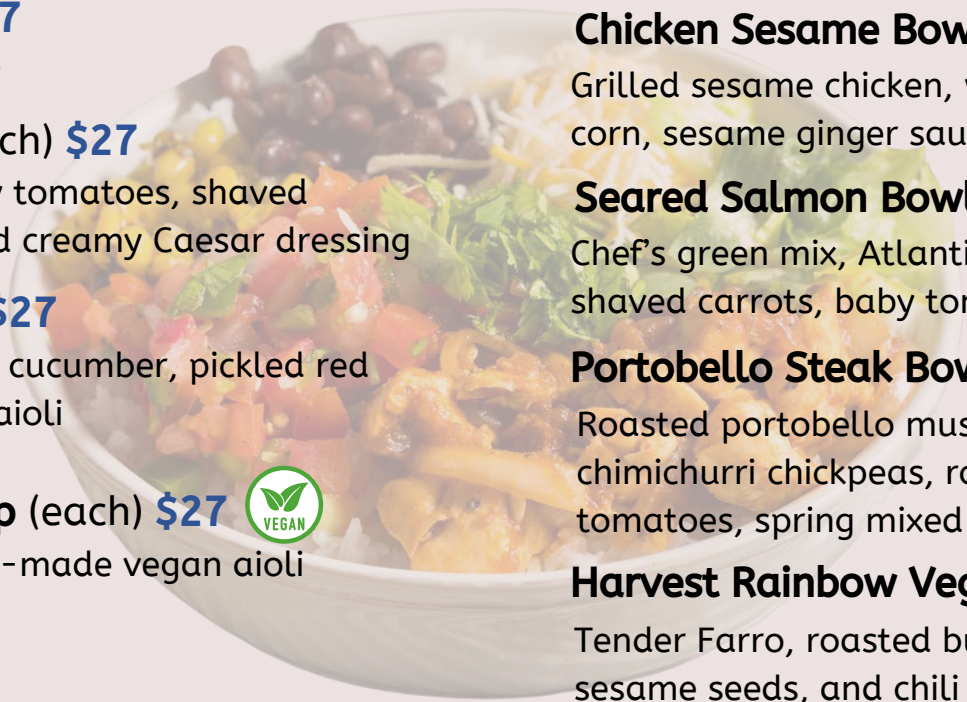 7
ch) $27
tomatoes, shaved
d creamy Caesar dressing
$27
cucumber, pickled red
aioli
p (each) $27
VEGAN
-made vegan aioli
Chicken Sesame Bow
Grilled sesame chicken,
corn, sesame ginger sau
Seared Salmon Bowl
Chef’s green mix, Atlanti
shaved carrots, baby to
Portobello Steak Bow
Roasted portobello mus
chimichurri chickpeas, ro
tomatoes, spring mixed
Harvest Rainbow Veg
Tender Farro, roasted bu
sesame seeds, and chili